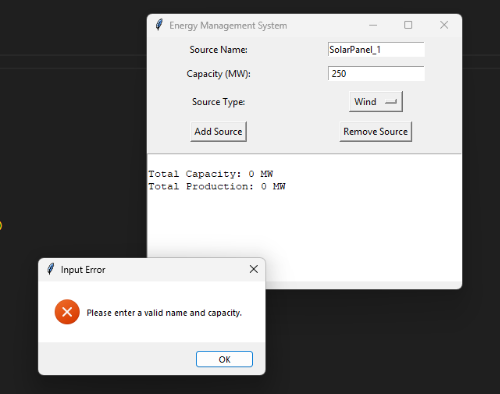 Energy Management System
Source Name:
SolarPanel_1
Capacity (MW):
250
Source Type:
Wind
Add Source
Remove Source
Total Capacity: 0 MW
Total Production: 0 MW
Input Error
Please enter a valid name and capacity.
OK